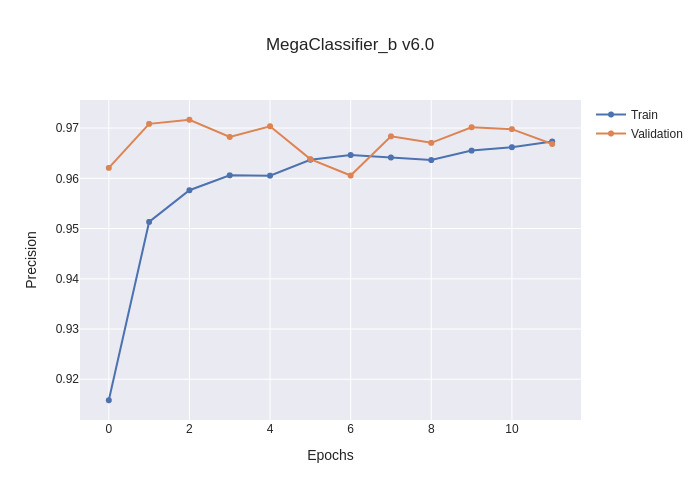 MegaClassifier_b v6.0
Train
Validation
Precision
0.97
0.96
0.95
0.94
0.93
0.92
0 2 4 6 8 10
Epochs